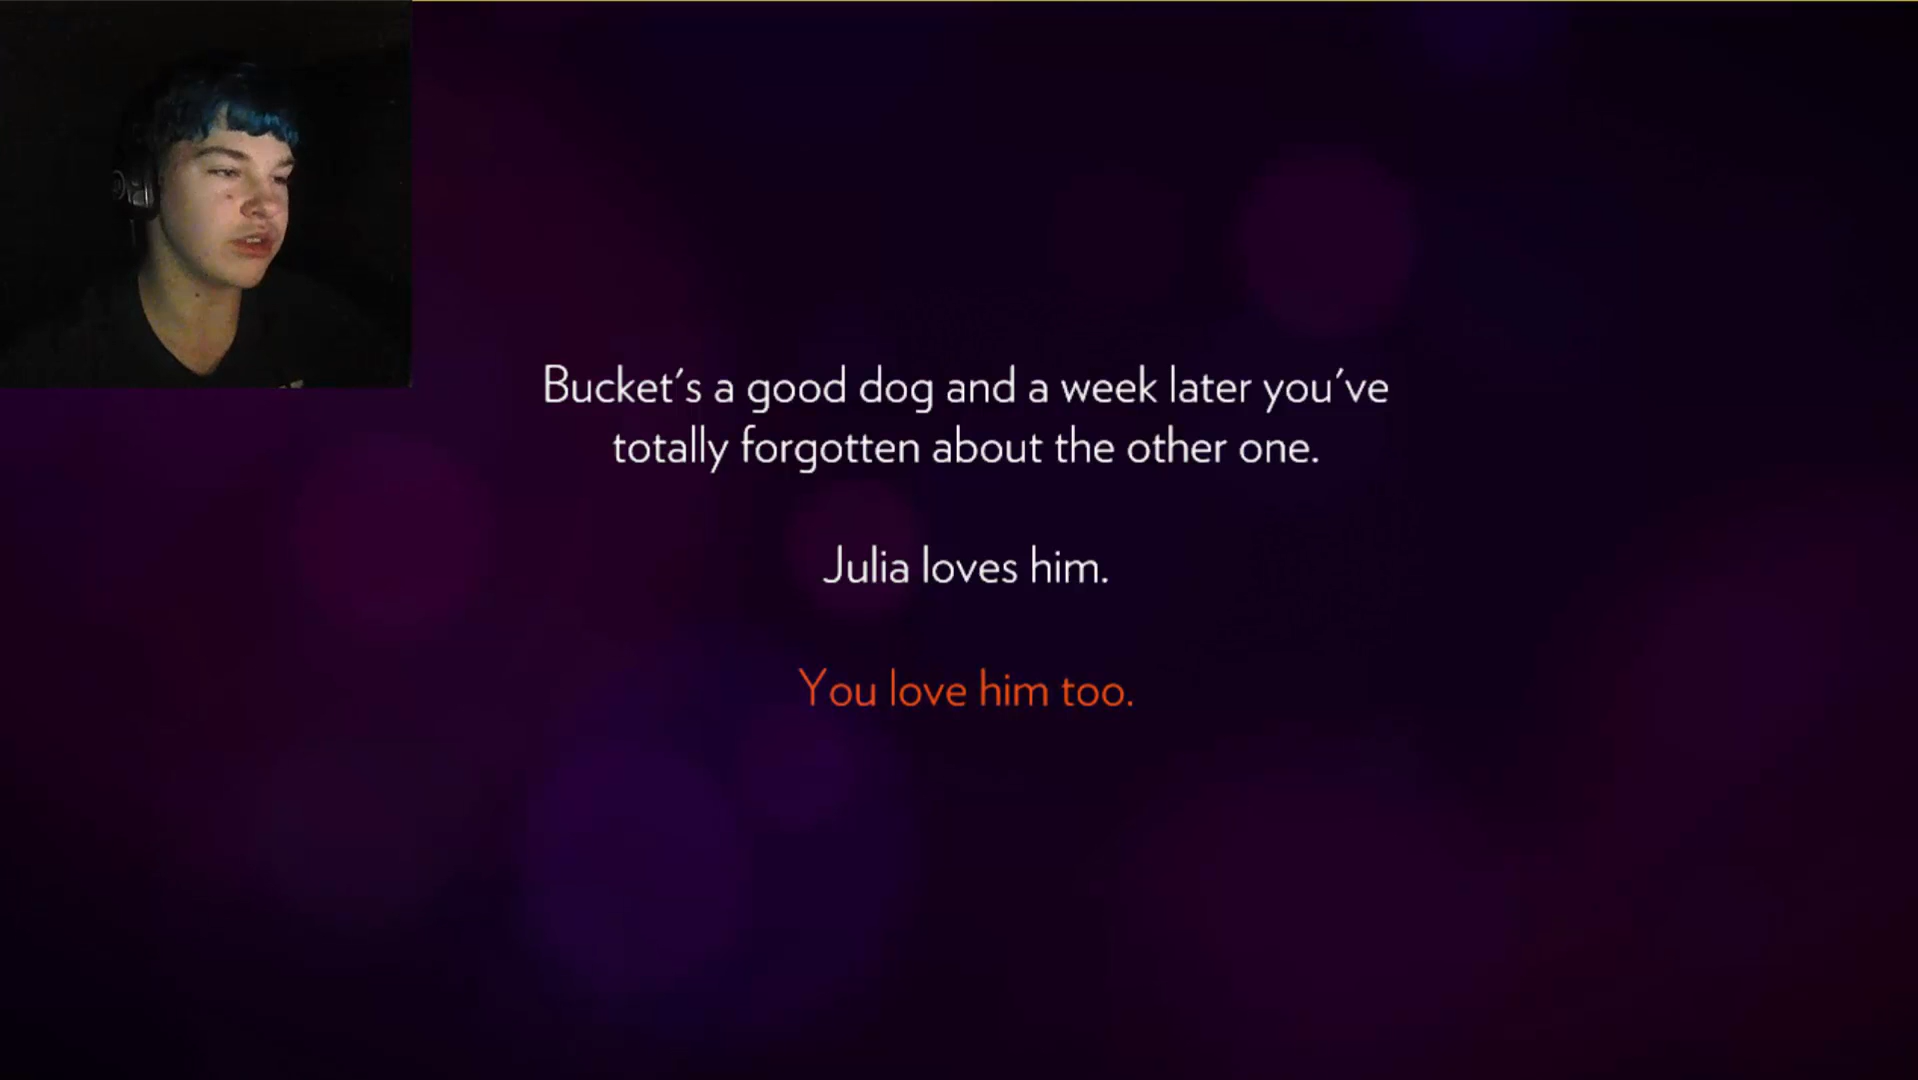 Bucket's a good dog and a week later you've
totally forgotten about the other one.
Julia loves him.
You love him too.